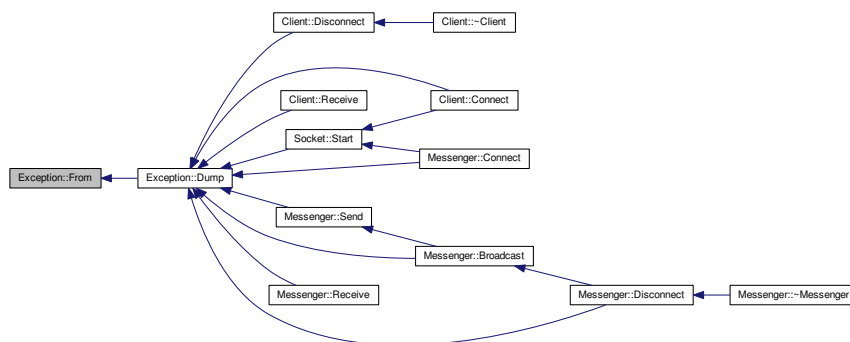 Client::Disconnect
Client::~Client
Client::Receive
Client::Connect
Socket::Start
Messenger::Connect
Exception::From
Exception::Dump
Messenger::Send
Messenger::Broadcast
Messenger::Receive
Messenger::Disconnect
Messenger::~Messenger